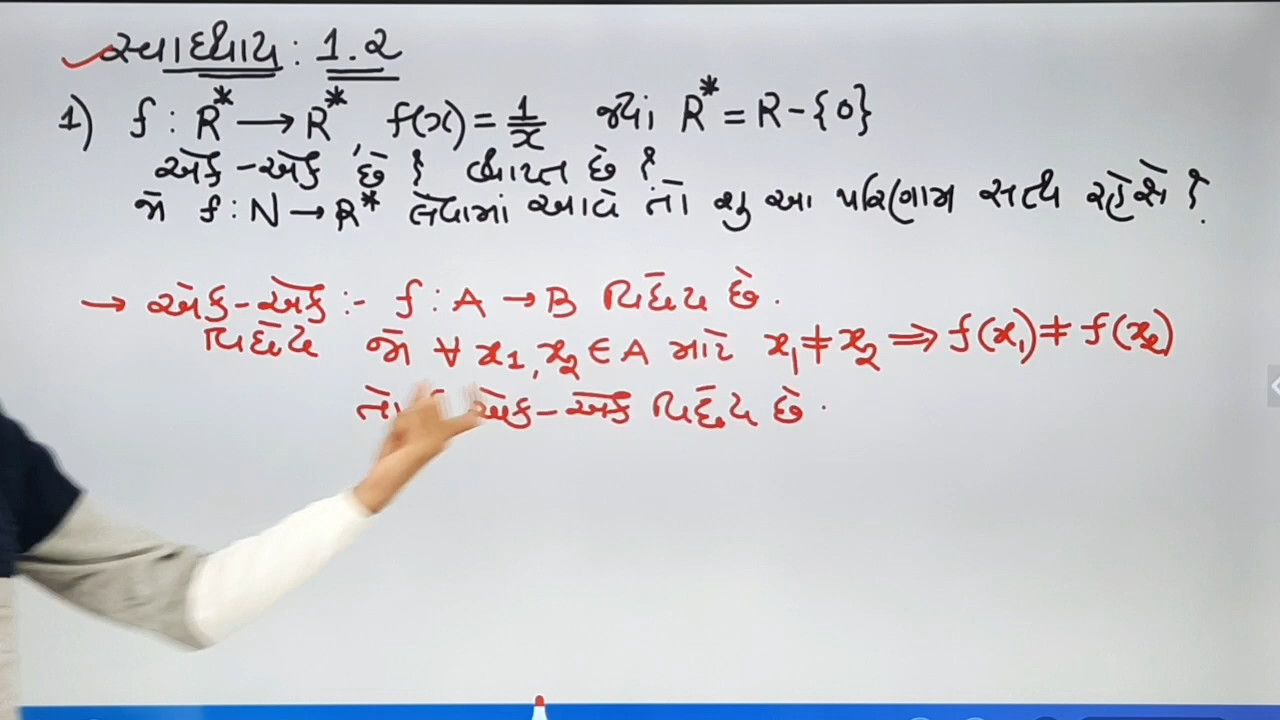 સ્વાધ્યાય : 1.2
1) f : R* → R*, f(x) = 1/x જ્યાં R* = R - {0}
એક - એક છે ? વ્યાપ્ત છે ?
જો f : N → R* લેવામાં આવે તો શુ આ પરિણામ સત્ય રહેશે ?
→ એક - એક :- f : A → B વિધેય છે.
વિધેય જો ∀ x1, x2 ∈ A માટે x1 ≠ x2 ⇒ f(x1) ≠ f(x2)
એક - એક વિધેય છે.